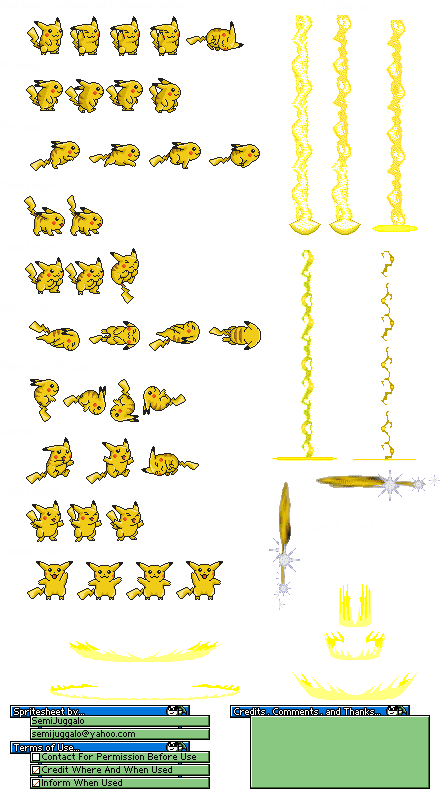 Spritesheet by...
SemiJuggalo
semijuggalo@yahoo.com
Terms of Use...
Contact For Permission Before Use
Credit Where And When Used
Inform When Used
Credits, Comments, and Thanks...